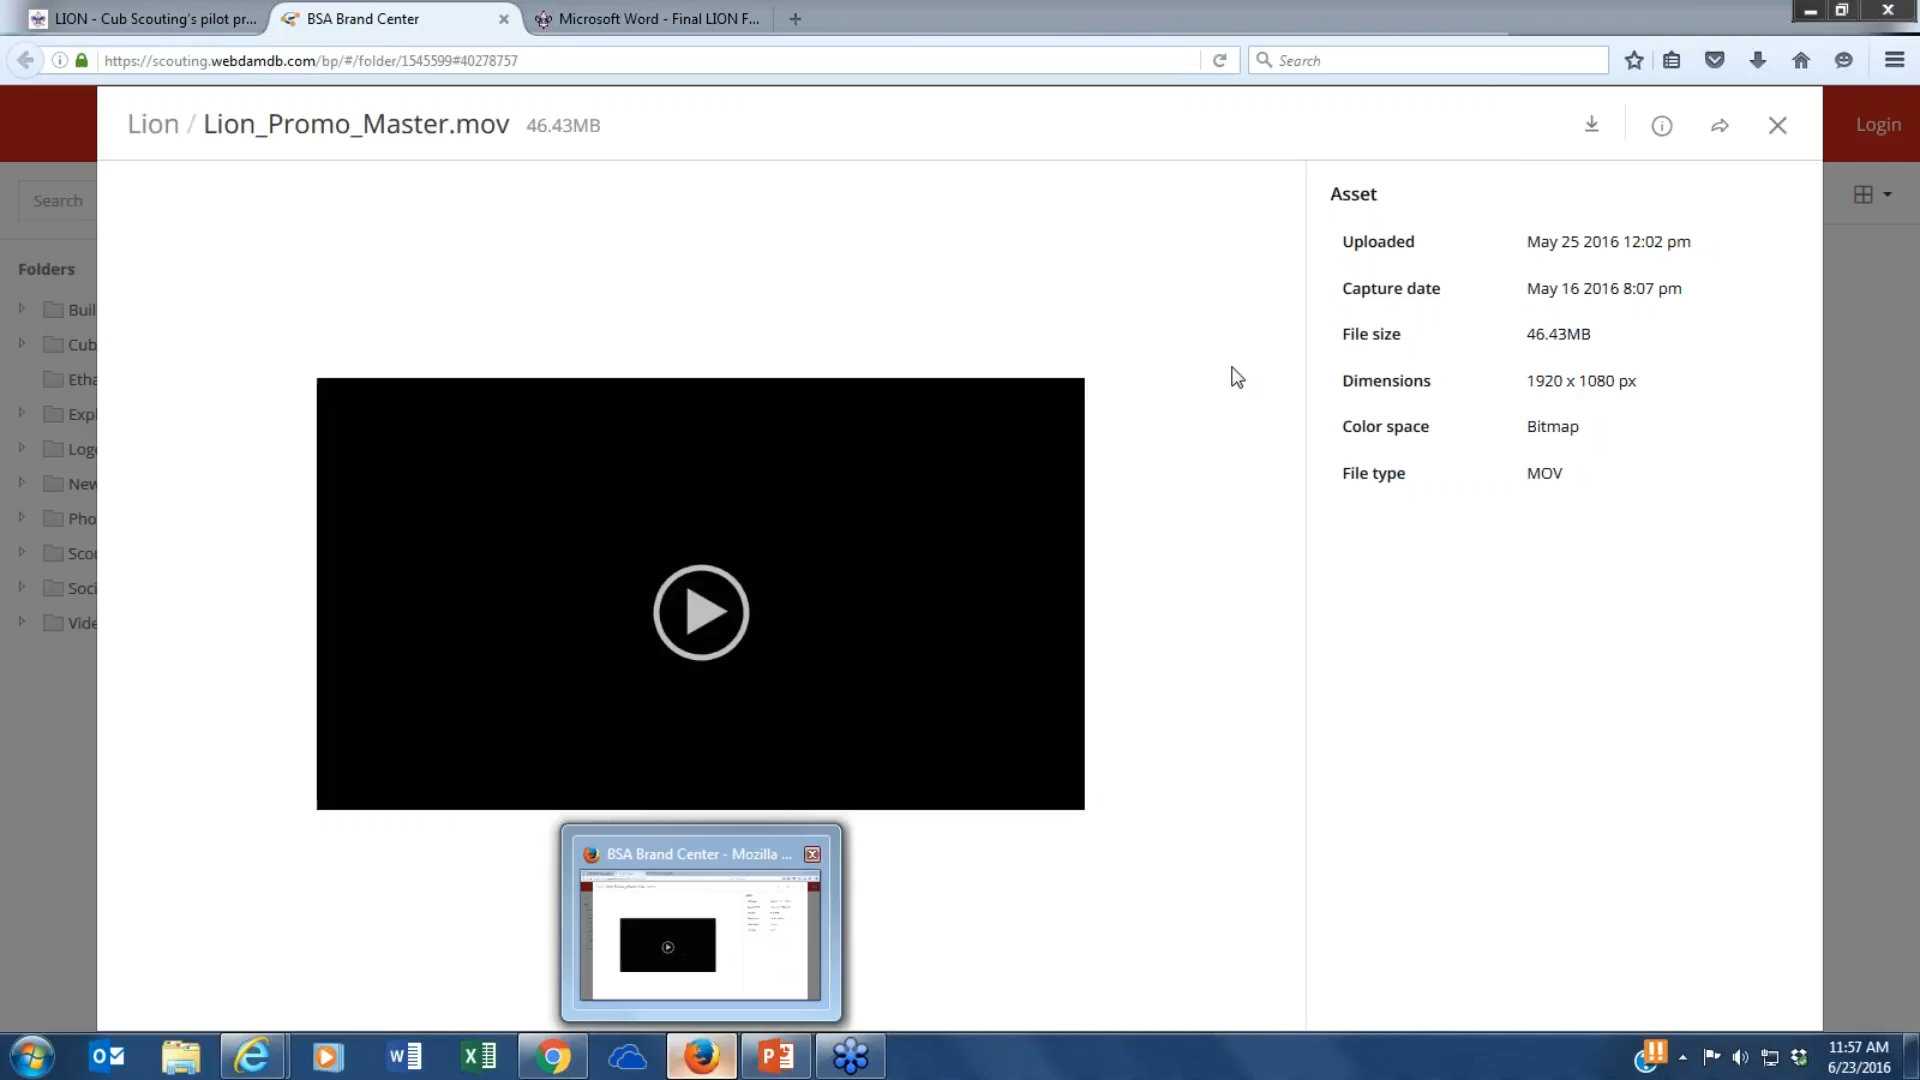 LION - Cub Scouting's pilot pr...
BSA Brand Center
Microsoft Word - Final LION F...
https://scouting.webdamdb.com/bp/#/folder/1545599#40278757
Search
Lion / Lion_Promo_Master.mov 46.43MB
Login
Search
Asset
Uploaded May 25 2016 12:02 pm
Capture date May 16 2016 8:07 pm
File size 46.43MB
Dimensions 1920 x 1080 px
Color space Bitmap
File type MOV
Folders
Buil
Cub
Etha
Expl
Logo
New
Pho
Scou
Soci
Vide
BSA Brand Center - Mozilla ...
11:57 AM
6/23/2016